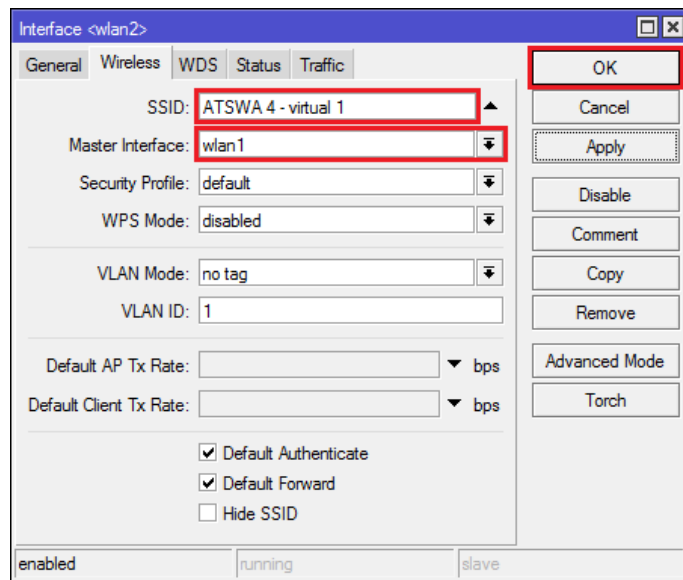 Interface <wlan2>
General Wireless WDS Status Traffic
SSID: ATSWA 4 - virtual 1
Master Interface: wlan1
Security Profile: default
WPS Mode: disabled
VLAN Mode: no tag
VLAN ID: 1
Default AP Tx Rate: bps
Default Client Tx Rate: bps
Default Authenticate
Default Forward
Hide SSID
OK
Cancel
Apply
Disable
Comment
Copy
Remove
Advanced Mode
Torch
enabled running slave